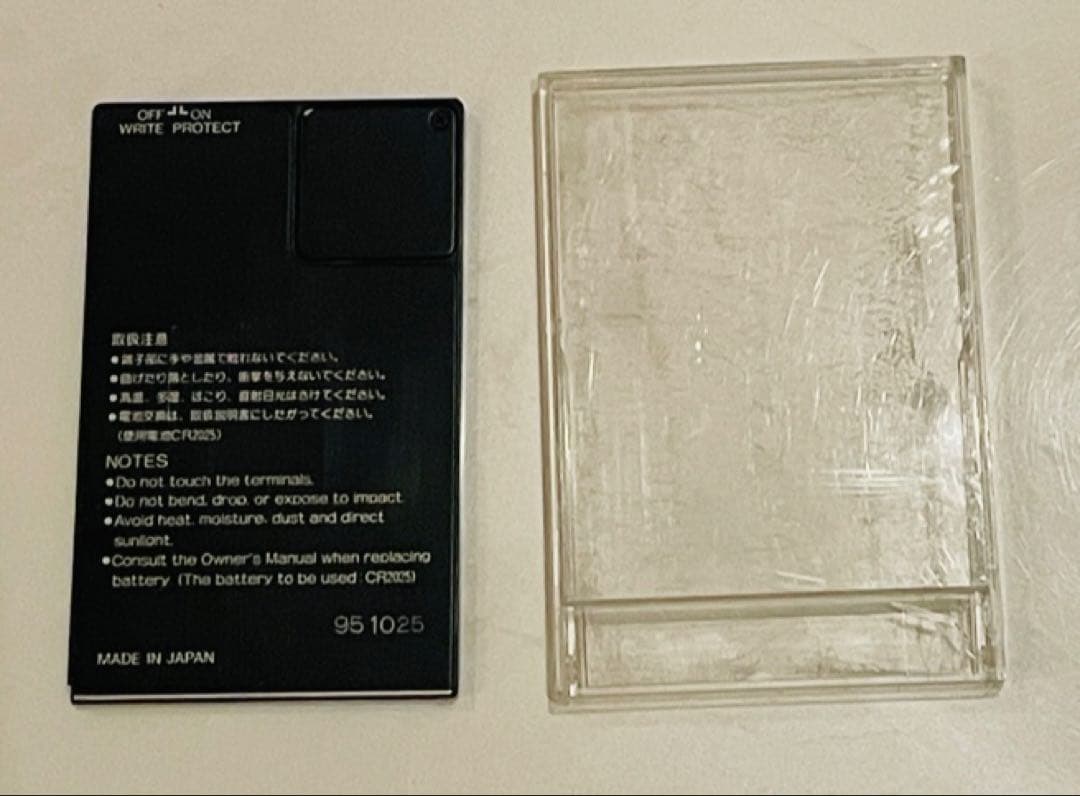 OFF ON
WRITE PROTECT
取扱注意
●端子部に手や金属で触れないでください。
●曲げたり落としたり、衝撃を与えないでください。
●高温、多湿、ほこり、直射日光はさけてください。
●電池交換は、取扱説明書にしたがってください。
(使用電池CR2025)
NOTES
●Do not touch the terminals.
●Do not bend, drop, or expose to impact.
●Avoid heat, moisture, dust and direct
sunlight.
●Consult the Owner's Manual when replacing
battery (The battery to be used : CR2025)
951025
MADE IN JAPAN